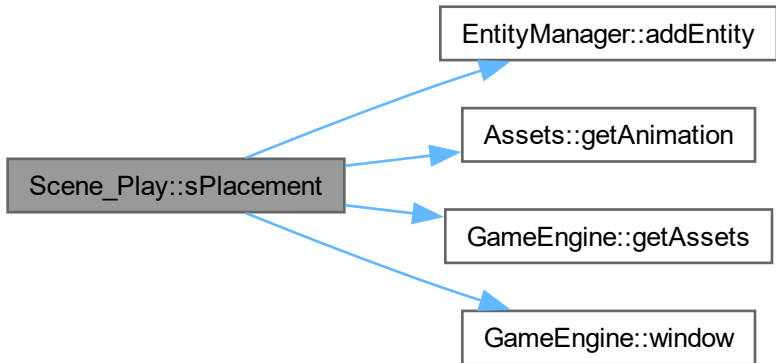 EntityManager::addEntity
Assets::getAnimation
Scene_Play::sPlacement
GameEngine::getAssets
GameEngine::window